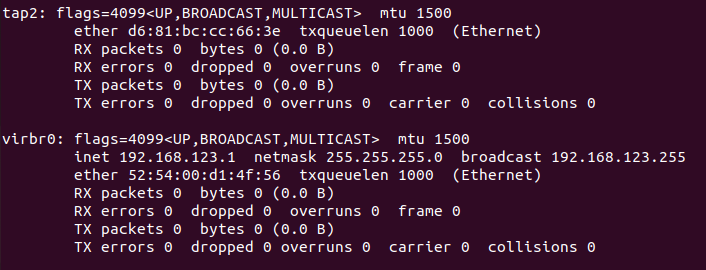 tap2: flags=4099<UP,BROADCAST,MULTICAST>  mtu 1500
        ether d6:81:bc:cc:66:3e  txqueuelen 1000  (Ethernet)
        RX packets 0  bytes 0 (0.0 B)
        RX errors 0  dropped 0  overruns 0  frame 0
        TX packets 0  bytes 0 (0.0 B)
        TX errors 0  dropped 0 overruns 0  carrier 0  collisions 0

virbr0: flags=4099<UP,BROADCAST,MULTICAST>  mtu 1500
        inet 192.168.123.1  netmask 255.255.255.0  broadcast 192.168.123.255
        ether 52:54:00:d1:4f:56  txqueuelen 1000  (Ethernet)
        RX packets 0  bytes 0 (0.0 B)
        RX errors 0  dropped 0  overruns 0  frame 0
        TX packets 0  bytes 0 (0.0 B)
        TX errors 0  dropped 0 overruns 0  carrier 0  collisions 0